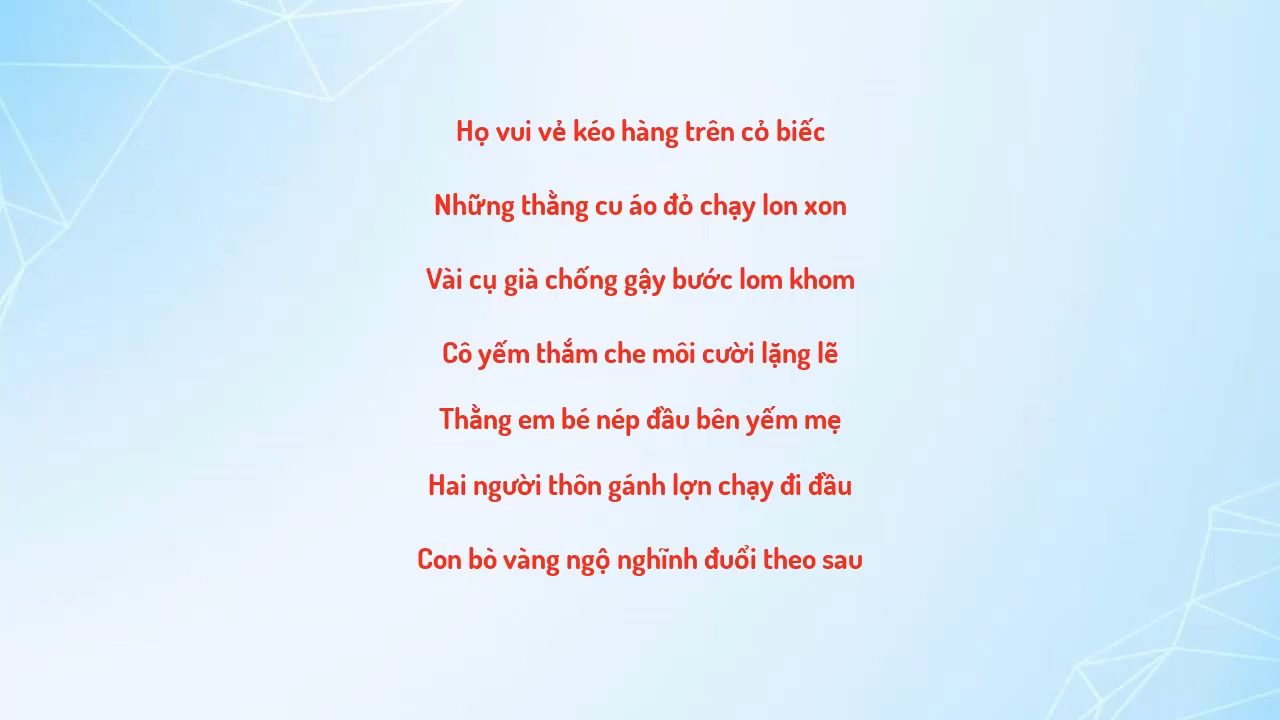 Họ vui vẻ kéo hàng trên cỏ biếc
Những thằng cu áo đỏ chạy lon xon
Vài cụ già chống gậy bước lom khom
Cô yếm thắm che môi cười lặng lẽ
Thằng em bé nép đầu bên yếm mẹ
Hai người thôn gánh lợn chạy đi đầu
Con bò vàng ngộ nghĩnh đuổi theo sau